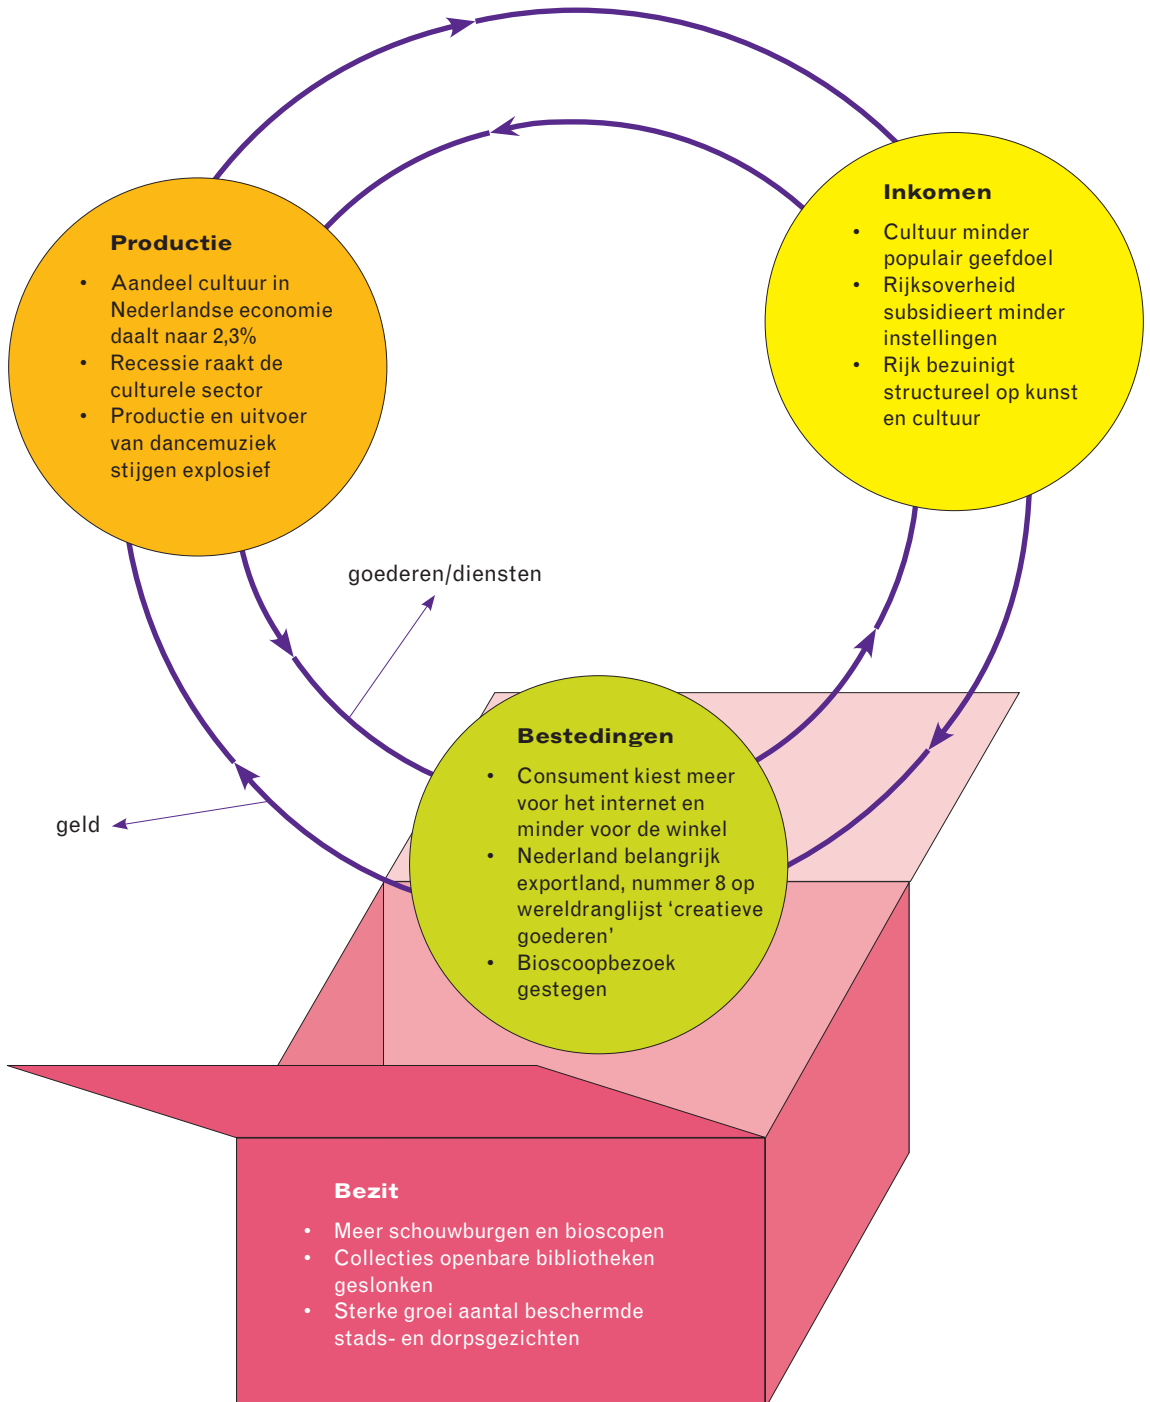 Productie
• Aandeel cultuur in
Nederlandse economie
daalt naar 2,3%
• Recessie raakt de
culturele sector
• Productie en uitvoer
van dancemuziek
stijgen explosief
Inkomen
• Cultuur minder
populair geefdoel
• Rijksoverheid
subsidieert minder
instellingen
• Rijk bezuinigt
structureel op kunst
en cultuur
goederen/diensten
geld
Bestedingen
• Consument kiest meer
voor het internet en
minder voor de winkel
• Nederland belangrijk
exportland, nummer 8 op
wereldranglijst ‘creatieve
goederen’
• Bioscoopbezoek
gestegen
Bezit
• Meer schouwburgen en bioscopen
• Collecties openbare bibliotheken
geslonken
• Sterke groei aantal beschermde
stads- en dorpsgezichten